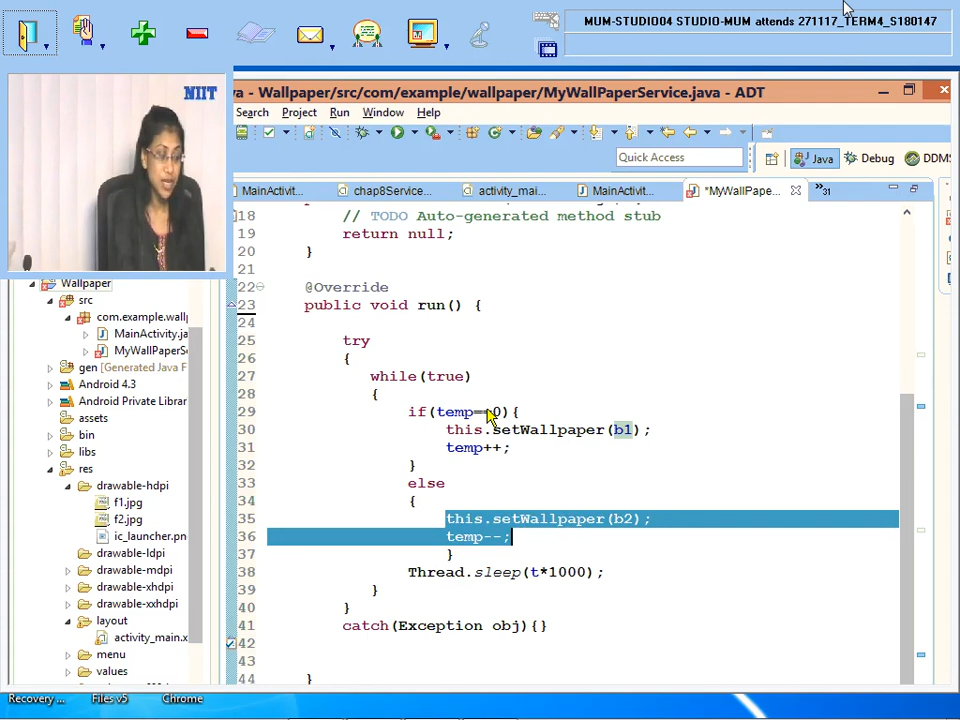 MUM-STUDIO04 STUDIO-MUM attends 271117_TERM4_S180147
NIIT
va - Wallpaper/src/com/example/wallpaper/MyWallPaperService.java - ADT
Search Project Run Window Help
Quick Access
Java Debug DDMS
MainActivit... chap8Service... activity_mai... MainActivit... *MyWallPape... »31
18 // TODO Auto-generated method stub
19 return null;
20 }
21
22 @Override
23 public void run() {
24
25 try
26 {
27 while(true)
28 {
29 if(temp==0){
30 this.setWallpaper(b1);
31 temp++;
32 }
33 else
34 {
35 this.setWallpaper(b2);
36 temp--;
37 }
38 Thread.sleep(t*1000);
39 }
40 }
41 catch(Exception obj){}
42
43
44 }
Wallpaper
src
com.example.wallp
MainActivity.ja
MyWallPaperS
gen [Generated Java F
Android 4.3
Android Private Librar
assets
bin
libs
res
drawable-hdpi
f1.jpg
f2.jpg
ic_launcher.pn
drawable-ldpi
drawable-mdpi
drawable-xhdpi
drawable-xxhdpi
layout
activity_main.x
menu
values
Recovery ... Files v5 Chrome